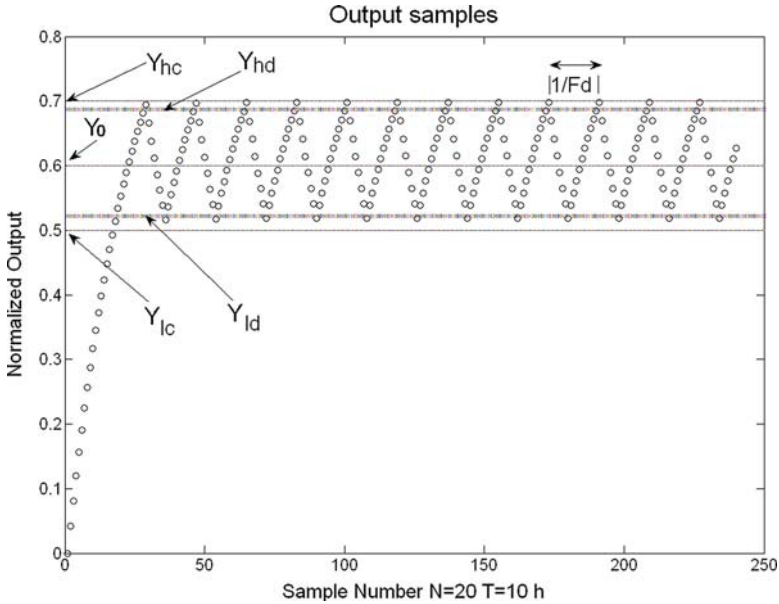 Output samples
0.8
Yhc
Yhd
|1/Fd|
0.7
Y0
0.6
0.5
Ylc
Yld
0.4
0.3
0.2
0.1
0
Normalized Output
0 50 100 150 200 250
Sample Number N=20 T=10 h